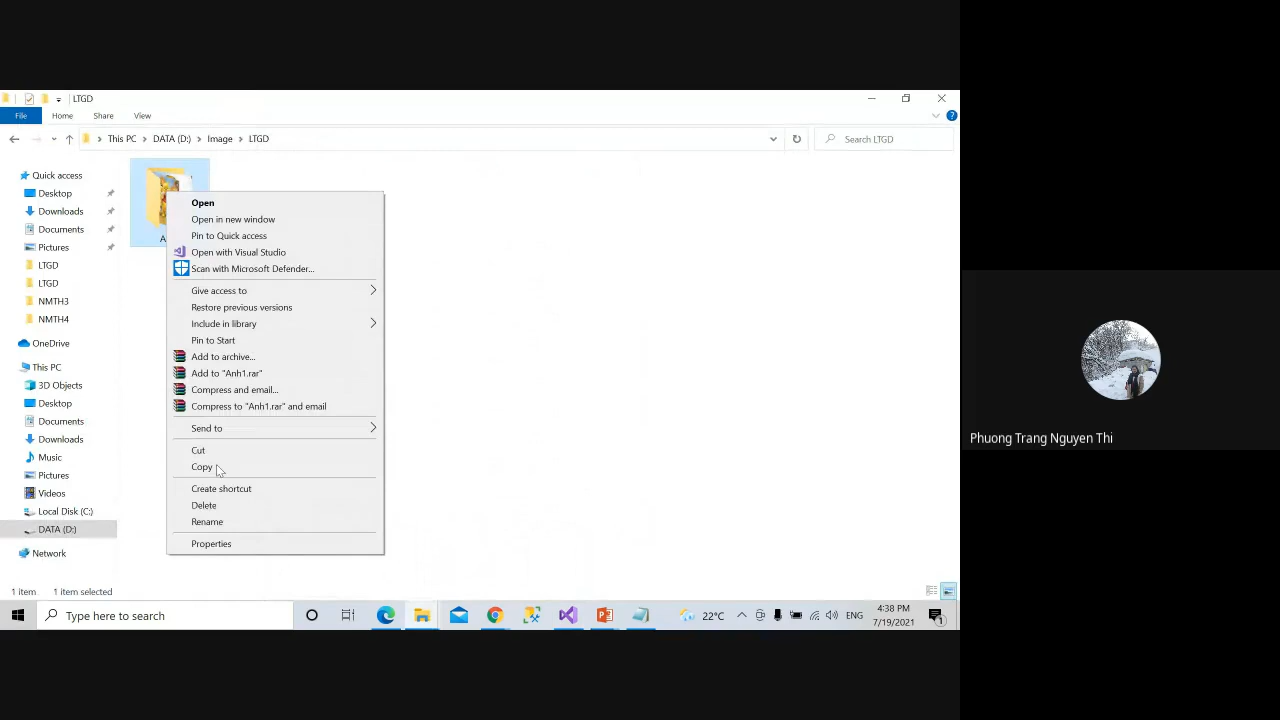 LTGD
File
Home
Share
View
This PC
DATA (D:)
Image
LTGD
Search LTGD
Quick access
Desktop
Downloads
Documents
Pictures
LTGD
LTGD
NMTH3
NMTH4
OneDrive
This PC
3D Objects
Desktop
Documents
Downloads
Music
Pictures
Videos
Local Disk (C:)
DATA (D:)
Network
A
Open
Open in new window
Pin to Quick access
Open with Visual Studio
Scan with Microsoft Defender...
Give access to
Restore previous versions
Include in library
Pin to Start
Add to archive...
Add to "Anh1.rar"
Compress and email...
Compress to "Anh1.rar" and email
Send to
Cut
Copy
Create shortcut
Delete
Rename
Properties
1 item
1 item selected
Type here to search
22°C
ENG
4:38 PM
7/19/2021
1
Phuong Trang Nguyen Thi